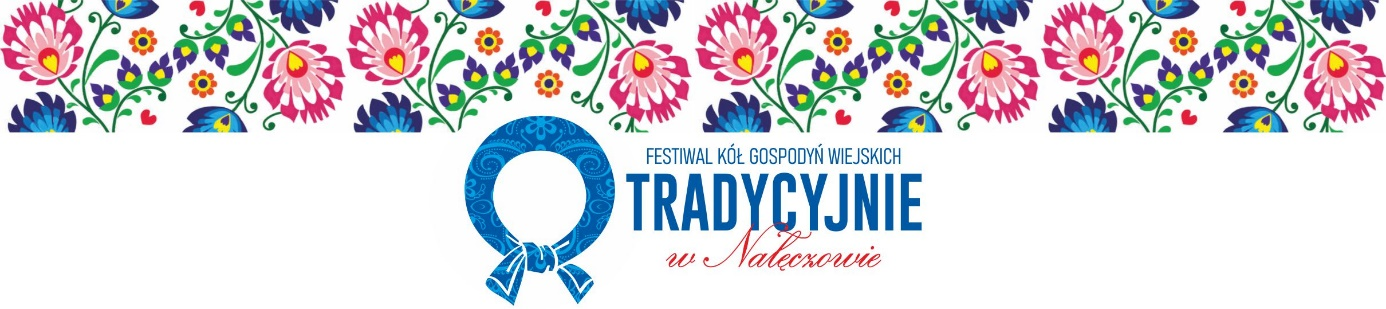 FESTIWAL KÓŁ GOSPODYŃ WIEJSKICH
TRADYCYJNIE
w Nałęczowie